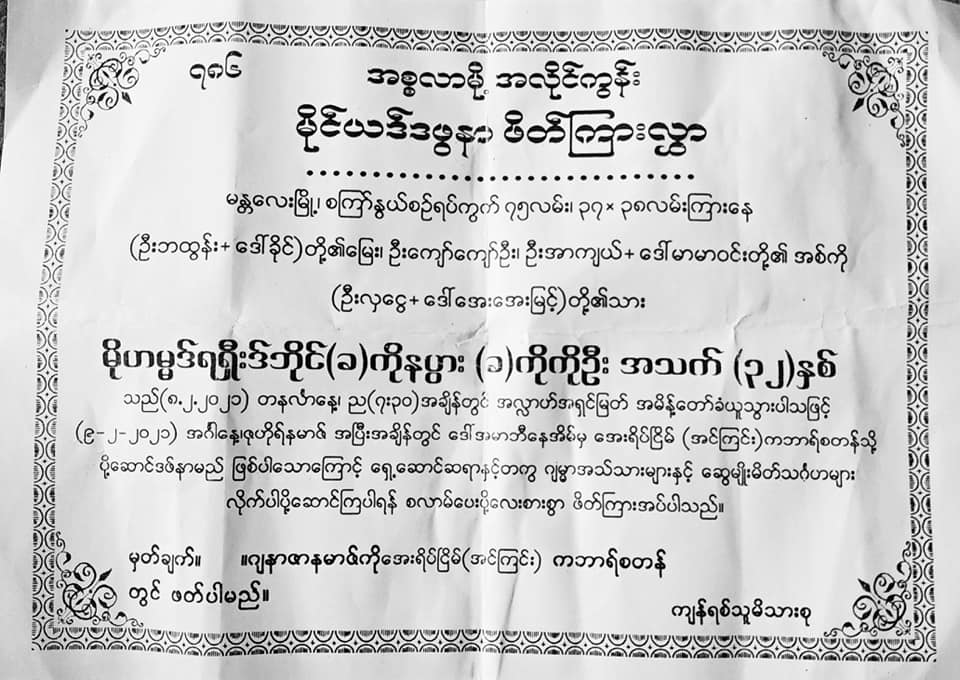 ၇၈၆
အစ္စလာမို့ အလိုင်ကွန်း
မိုင်ယဒ်ဒဖွနာ ဖိတ်ကြားလွှာ
မန္တလေးမြို့၊ စကြာ်နွယ်စဉ်ရပ်ကွက် ၇၅လမ်း၊ ၃၇ × ၃၈လမ်းကြားနေ
(ဦးဘထွန်း + ဒေါ်ခိုင်)တို့၏မြေး၊ ဦးကျော်ကျော်ဦး၊ ဦးအာကျယ် + ဒေါ်မာမာဝင်းတို့၏ အစ်ကို
(ဦးလှငွေ + ဒေါ်အေးအေးမြင့်)တို့၏သား
မိုဟမ္မဒ်ရရှီးဒ်ဘိုင်(ခ)ကိုနပွား (ခ)ကိုကိုဦး အသက် (၃၂)နှစ်
သည်(၈.၂.၂၀၂၁) တနင်္လာနေ့၊ ည(၇:၃၀)အချိန်တွင် အလ္လာဟ်အရှင်မြတ် အမိန့်တော်ခံယူသွားပါသဖြင့်
(၉-၂-၂၀၂၁) အင်္ဂါနေ့၊ဇုဟိုရ်နမာဇ် အပြီးအချိန်တွင် ဒေါ်အမာဘီနေအိမ်မှ အေးရိပ်ငြိမ် (အင်ကြင်း)ကဘာရ်စတန်သို့
ပို့ဆောင်ဒဖ်နာမည် ဖြစ်ပါသောကြောင့် ရှေ့ဆောင်ဆရာနှင့်တကွ ဂျမွာအသ်သားများနှင့် ဆွေမျိုးမိတ်သင်္ဂဟများ
လိုက်ပါပို့ဆောင်ကြပါရန် စလာမ်ပေးပို့လေးစားစွာ ဖိတ်ကြားအပ်ပါသည်။
မှတ်ချက်။ ။ဂျနာဇာနမာဇ်ကိုအေးရိပ်ငြိမ်(အင်ကြင်း) ကဘာရ်စတန်
တွင် ဖတ်ပါမည်။
ကျန်ရစ်သူမိသားစု